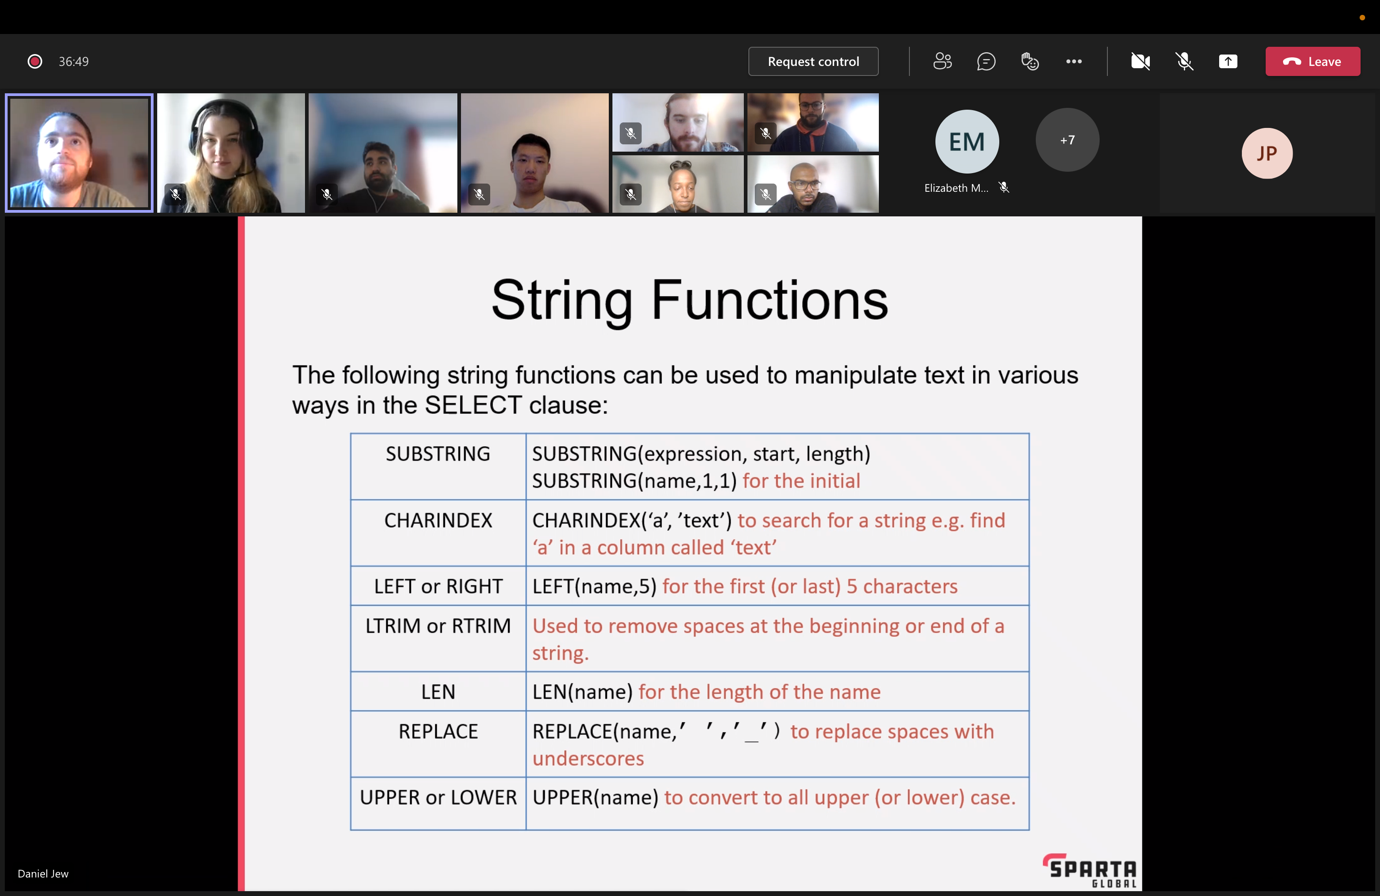 36:49
Request control
Leave
EM
+7
JP
Elizabeth M...
String Functions
The following string functions can be used to manipulate text in various
ways in the SELECT clause:
SUBSTRING
SUBSTRING(expression, start, length)
SUBSTRING(name,1,1) for the initial
CHARINDEX
CHARINDEX(‘a’, ’text’) to search for a string e.g. find
‘a’ in a column called ‘text’
LEFT or RIGHT
LEFT(name,5) for the first (or last) 5 characters
LTRIM or RTRIM
Used to remove spaces at the beginning or end of a
string.
LEN
LEN(name) for the length of the name
REPLACE
REPLACE(name,’ ’,’_’) to replace spaces with
underscores
UPPER or LOWER
UPPER(name) to convert to all upper (or lower) case.
Daniel Jew
SPARTA
GLOBAL